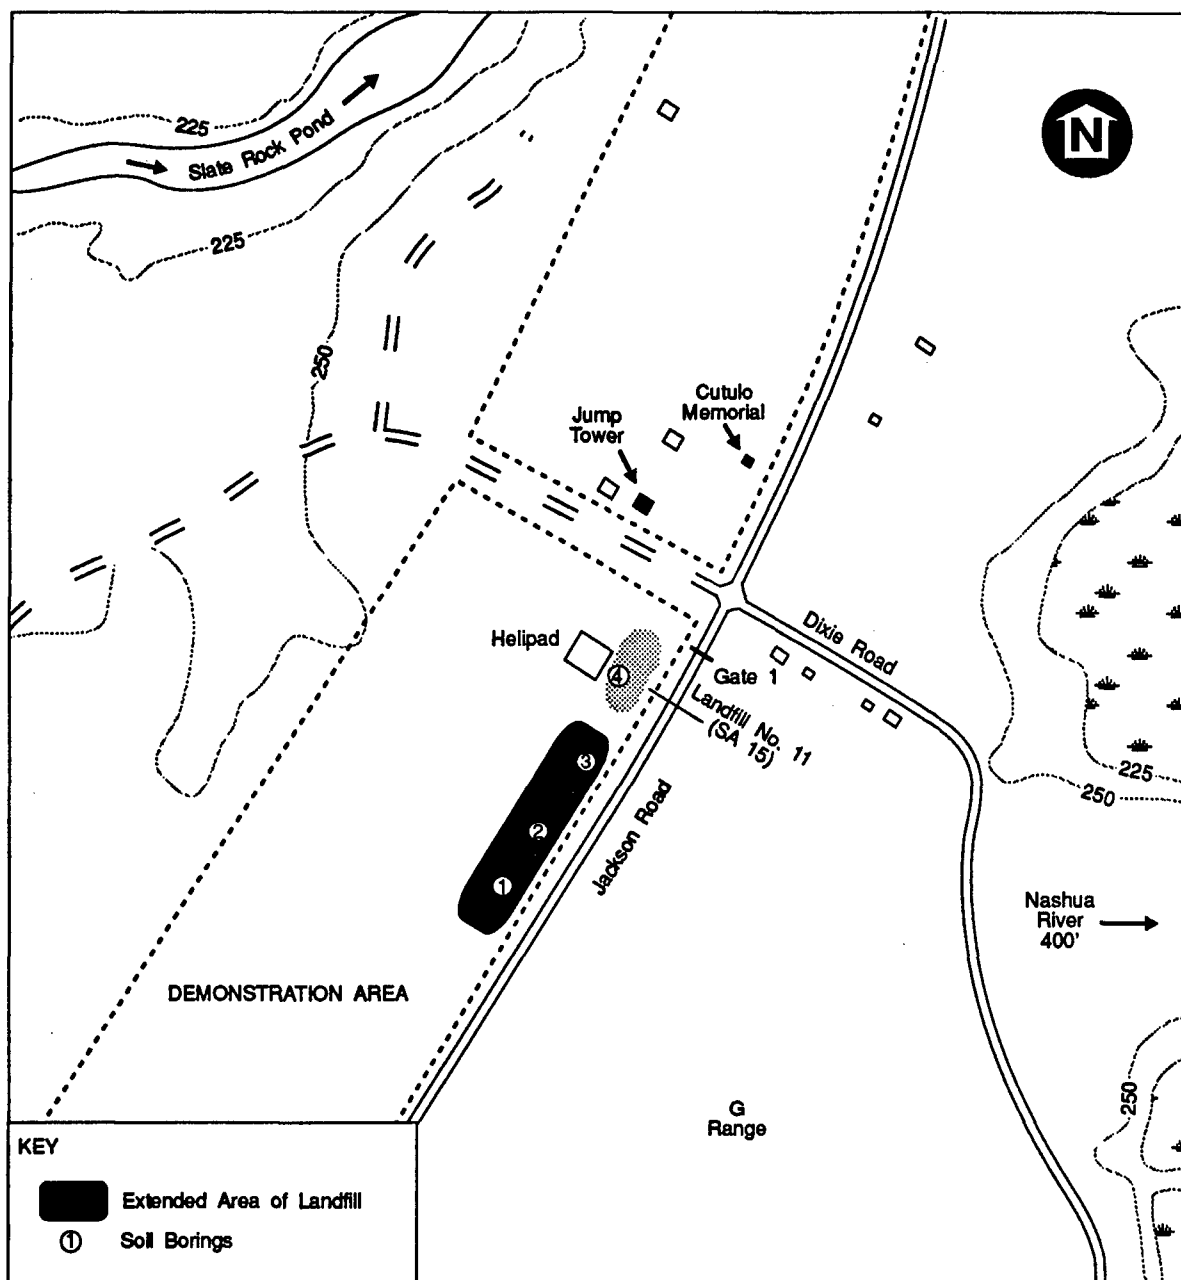 225
Slate Rock Pond
N
225
250
Cutulo
Memorial
Jump
Tower
Dixie Road
Helipad
④
Gate 1
Landfill No. 11
(SA 15)
③
225
250
②
Jackson Road
①
Nashua
River
400'
DEMONSTRATION AREA
250
G
Range
KEY
Extended Area of Landfill
① Soil Borings